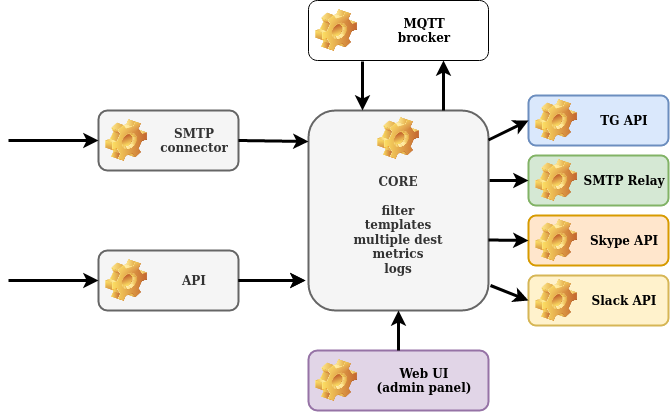 MQTT
brocker
SMTP
connector
CORE
filter
templates
multiple dest
metrics
logs
API
TG API
SMTP Relay
Skype API
Slack API
Web UI
(admin panel)